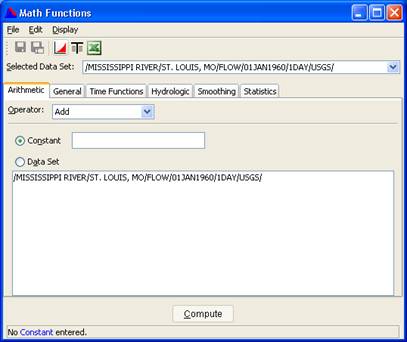 Math Functions
File Edit Display
Selected Data Set: /MISSISSIPPI RIVER/ST. LOUIS, MO/FLOW/01JAN1960/1DAY/USGS/
Arithmetic General Time Functions Hydrologic Smoothing Statistics
Operator: Add
Constant
Data Set
/MISSISSIPPI RIVER/ST. LOUIS, MO/FLOW/01JAN1960/1DAY/USGS/
Compute
No Constant entered.